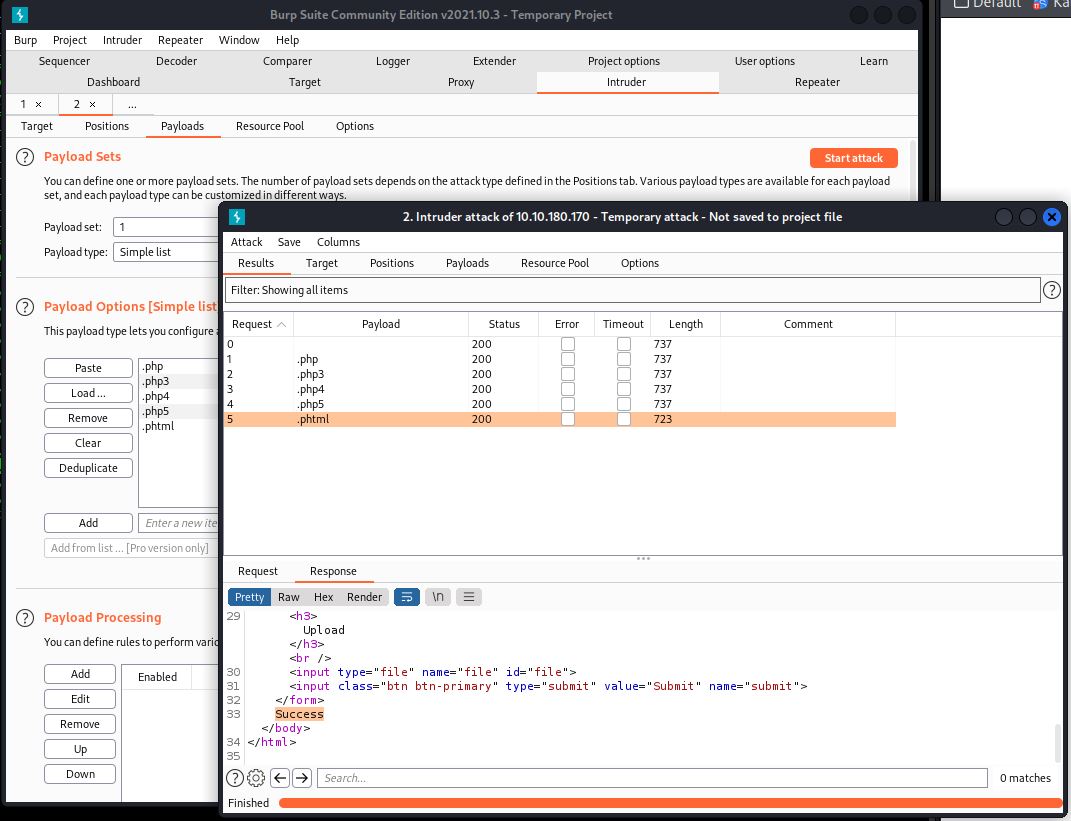 Burp Suite Community Edition v2021.10.3 - Temporary Project
Default
Burp Project Intruder Repeater Window Help
Sequencer Decoder Comparer Logger Extender Project options User options Learn
Dashboard Target Proxy Intruder Repeater
1 × 2 × ...
Target Positions Payloads Resource Pool Options
? Payload Sets
Start attack
You can define one or more payload sets. The number of payload sets depends on the attack type defined in the Positions tab. Various payload types are available for each payload
set, and each payload type can be customized in different ways.
Payload set: 1
Payload type: Simple list
? Payload Options [Simple list
This payload type lets you configure
Paste
Load ...
Remove
Clear
Deduplicate
.php
.php3
.php4
.php5
.phtml
Add
Enter a new ite
Add from list ... [Pro version only]
? Payload Processing
You can define rules to perform vario
Add
Edit
Remove
Up
Down
Enabled
2. Intruder attack of 10.10.180.170 - Temporary attack - Not saved to project file
Attack Save Columns
Results Target Positions Payloads Resource Pool Options
Filter: Showing all items
?
Request Payload Status Error Timeout Length Comment
0 200 737
1 .php 200 737
2 .php3 200 737
3 .php4 200 737
4 .php5 200 737
5 .phtml 200 723
Request Response
Pretty Raw Hex Render \n
29 <h3>
Upload
</h3>
<br />
30 <input type="file" name="file" id="file">
31 <input class="btn btn-primary" type="submit" value="Submit" name="submit">
32 </form>
33 Success
</body>
34 </html>
35
? Search...
0 matches
Finished